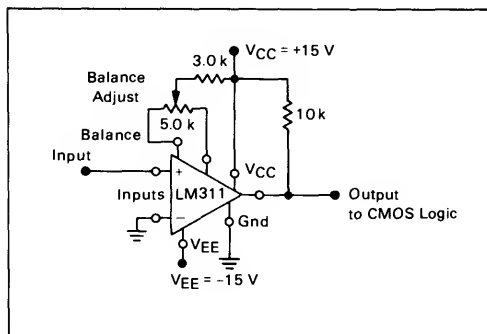 VCC = +15 V
3.0 k
Balance
Adjust
5.0 k
10 k
Balance
Input
VCC
+
Inputs
LM311
Output
to CMOS Logic
−
Gnd
VEE
VEE = −15 V